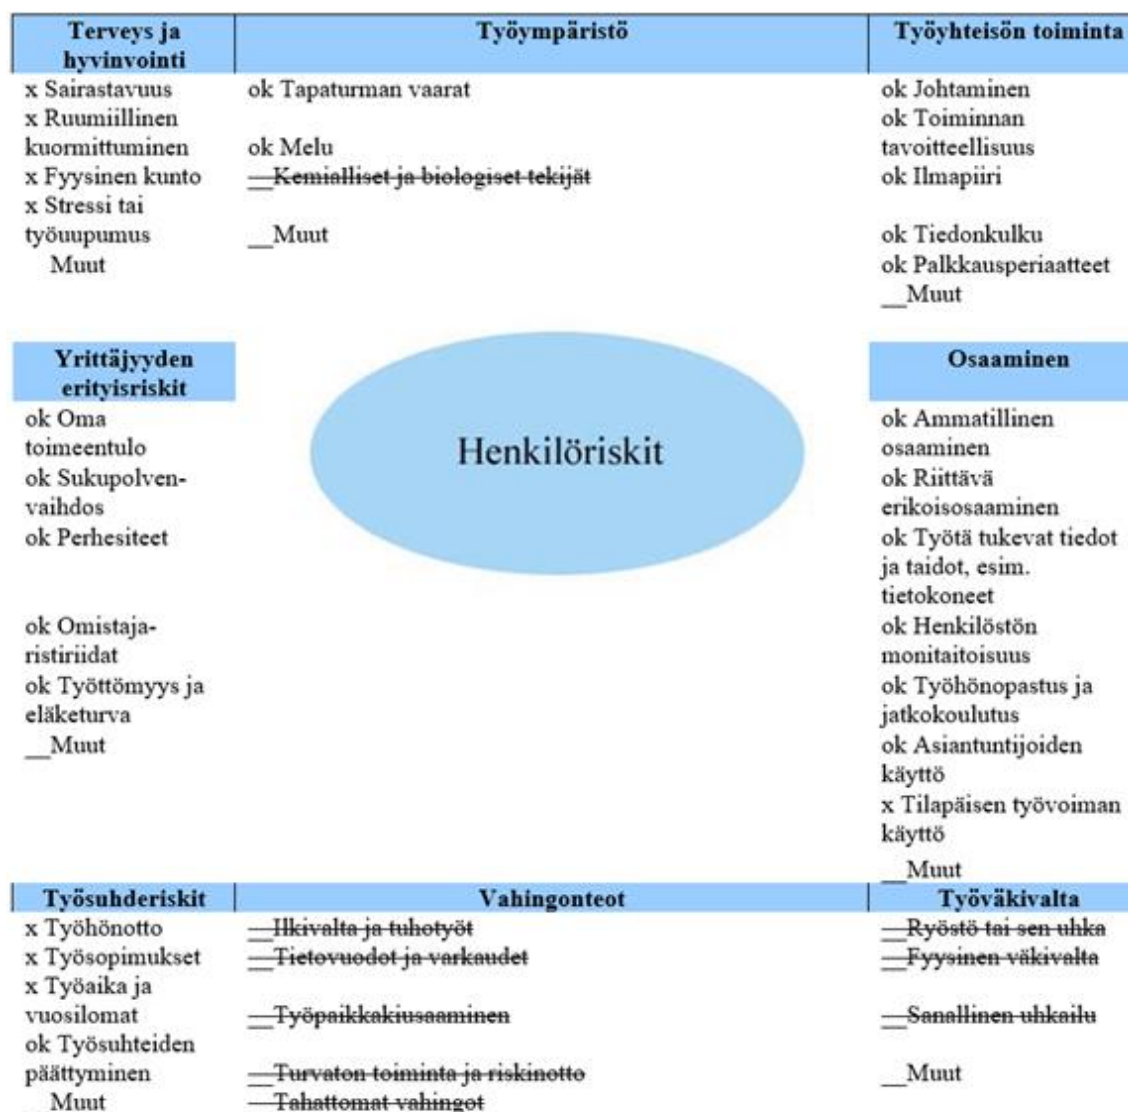 Terveys ja
hyvinvointi
x Sairastavuus
x Ruumiillinen
kuormittuminen
x Fyysinen kunto
x Stressi tai
työuupumus
__Muut
Työympäristö
ok Tapaturman vaarat
ok Melu
__Kemialliset ja biologiset tekijät
__Muut
Työyhteisön toiminta
ok Johtaminen
ok Toiminnan
tavoitteellisuus
ok Ilmapiiri
ok Tiedonkulku
ok Palkkausperiaatteet
__Muut
Yrittäjyyden
erityisriskit
ok Oma
toimeentulo
ok Sukupolven-
vaihdos
ok Perhesiteet
ok Omistaja-
ristiriidat
ok Työttömyys ja
eläketurva
__Muut
Henkilöriskit
Osaaminen
ok Ammatillinen
osaaminen
ok Riittävä
erikoisosaaminen
ok Työtä tukevat tiedot
ja taidot, esim.
tietokoneet
ok Henkilöstön
monitaitoisuus
ok Työhönopastus ja
jatkokoulutus
ok Asiantuntijoiden
käyttö
x Tilapäisen työvoiman
käyttö
__Muut
Työsuhderiskit
x Työhönotto
x Työsopimukset
x Työaika ja
vuosilomat
ok Työsuhteiden
päättyminen
__Muut
Vahingonteot
__Ilkivalta ja tuhotyöt
__Tietovuodot ja varkaudet
__Työpaikkakiusaaminen
__Turvaton toiminta ja riskinotto
__Tahattomat vahingot
Työväkivalta
__Ryöstö tai sen uhka
__Fyysinen väkivalta
__Sanallinen uhkailu
__Muut